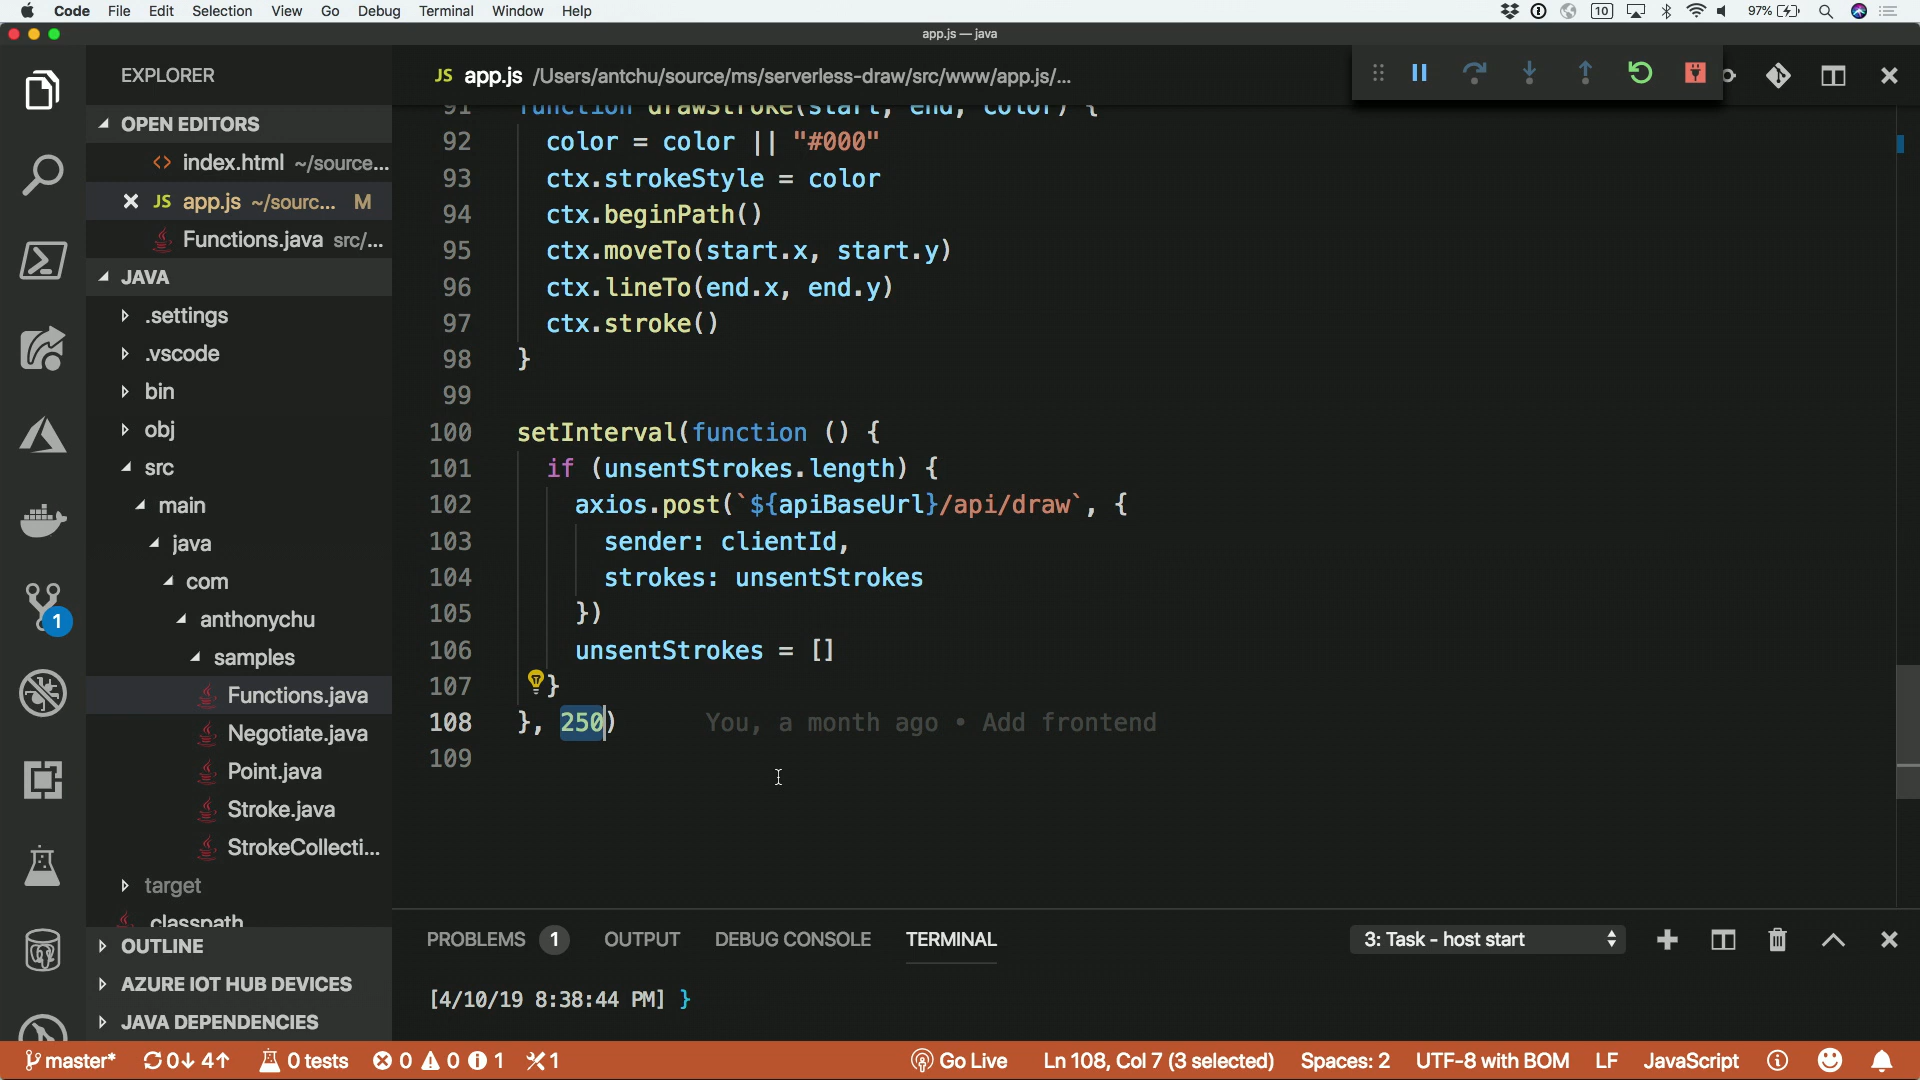 Code File Edit Selection View Go Debug Terminal Window Help
10 97%
app.js — java
EXPLORER
OPEN EDITORS
<> index.html ~/source...
JS app.js ~/sourc... M
Functions.java src/...
JAVA
.settings
.vscode
bin
obj
src
main
java
com
anthonychu
samples
Functions.java
Negotiate.java
Point.java
Stroke.java
StrokeCollecti...
target
.classpath
OUTLINE
AZURE IOT HUB DEVICES
JAVA DEPENDENCIES
1
JS app.js /Users/antchu/source/ms/serverless-draw/src/www/app.js/...
91 function drawStroke(start, end, color) {
92 color = color || "#000"
93 ctx.strokeStyle = color
94 ctx.beginPath()
95 ctx.moveTo(start.x, start.y)
96 ctx.lineTo(end.x, end.y)
97 ctx.stroke()
98 }
99
100 setInterval(function () {
101 if (unsentStrokes.length) {
102 axios.post(`${apiBaseUrl}/api/draw`, {
103 sender: clientId,
104 strokes: unsentStrokes
105 })
106 unsentStrokes = []
107 }
108 }, 250) You, a month ago • Add frontend
109
PROBLEMS 1 OUTPUT DEBUG CONSOLE TERMINAL 3: Task - host start
[4/10/19 8:38:44 PM] }
master* 0↓ 4↑ 0 tests 0 0 1 1 Go Live Ln 108, Col 7 (3 selected) Spaces: 2 UTF-8 with BOM LF JavaScript